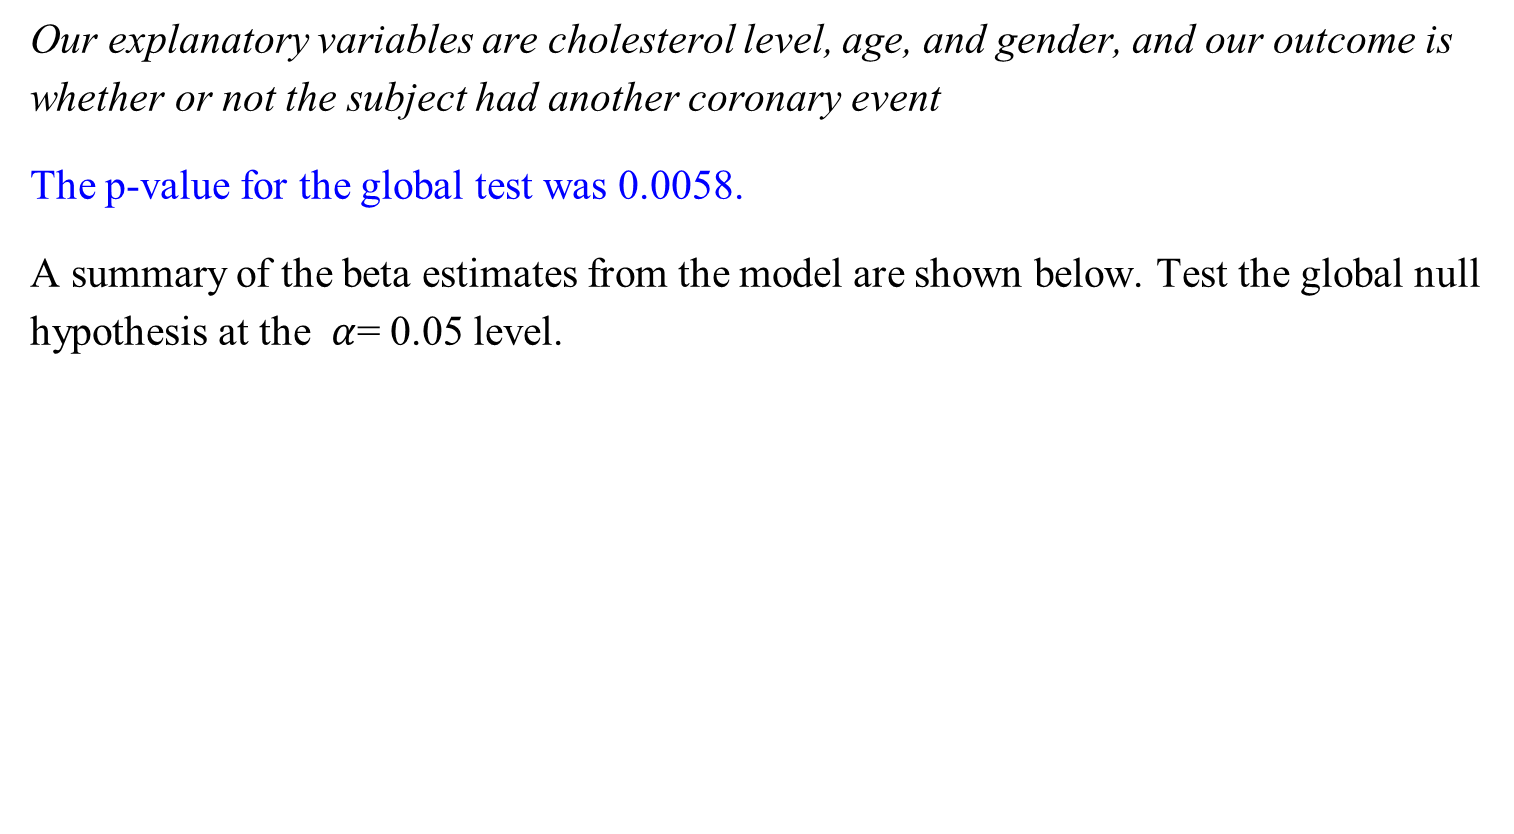 Our explanatory variables are cholesterol level, age, and gender, and our outcome is
whether or not the subject had another coronary event
The p-value for the global test was 0.0058.
A summary of the beta estimates from the model are shown below. Test the global null
hypothesis at the α= 0.05 level.